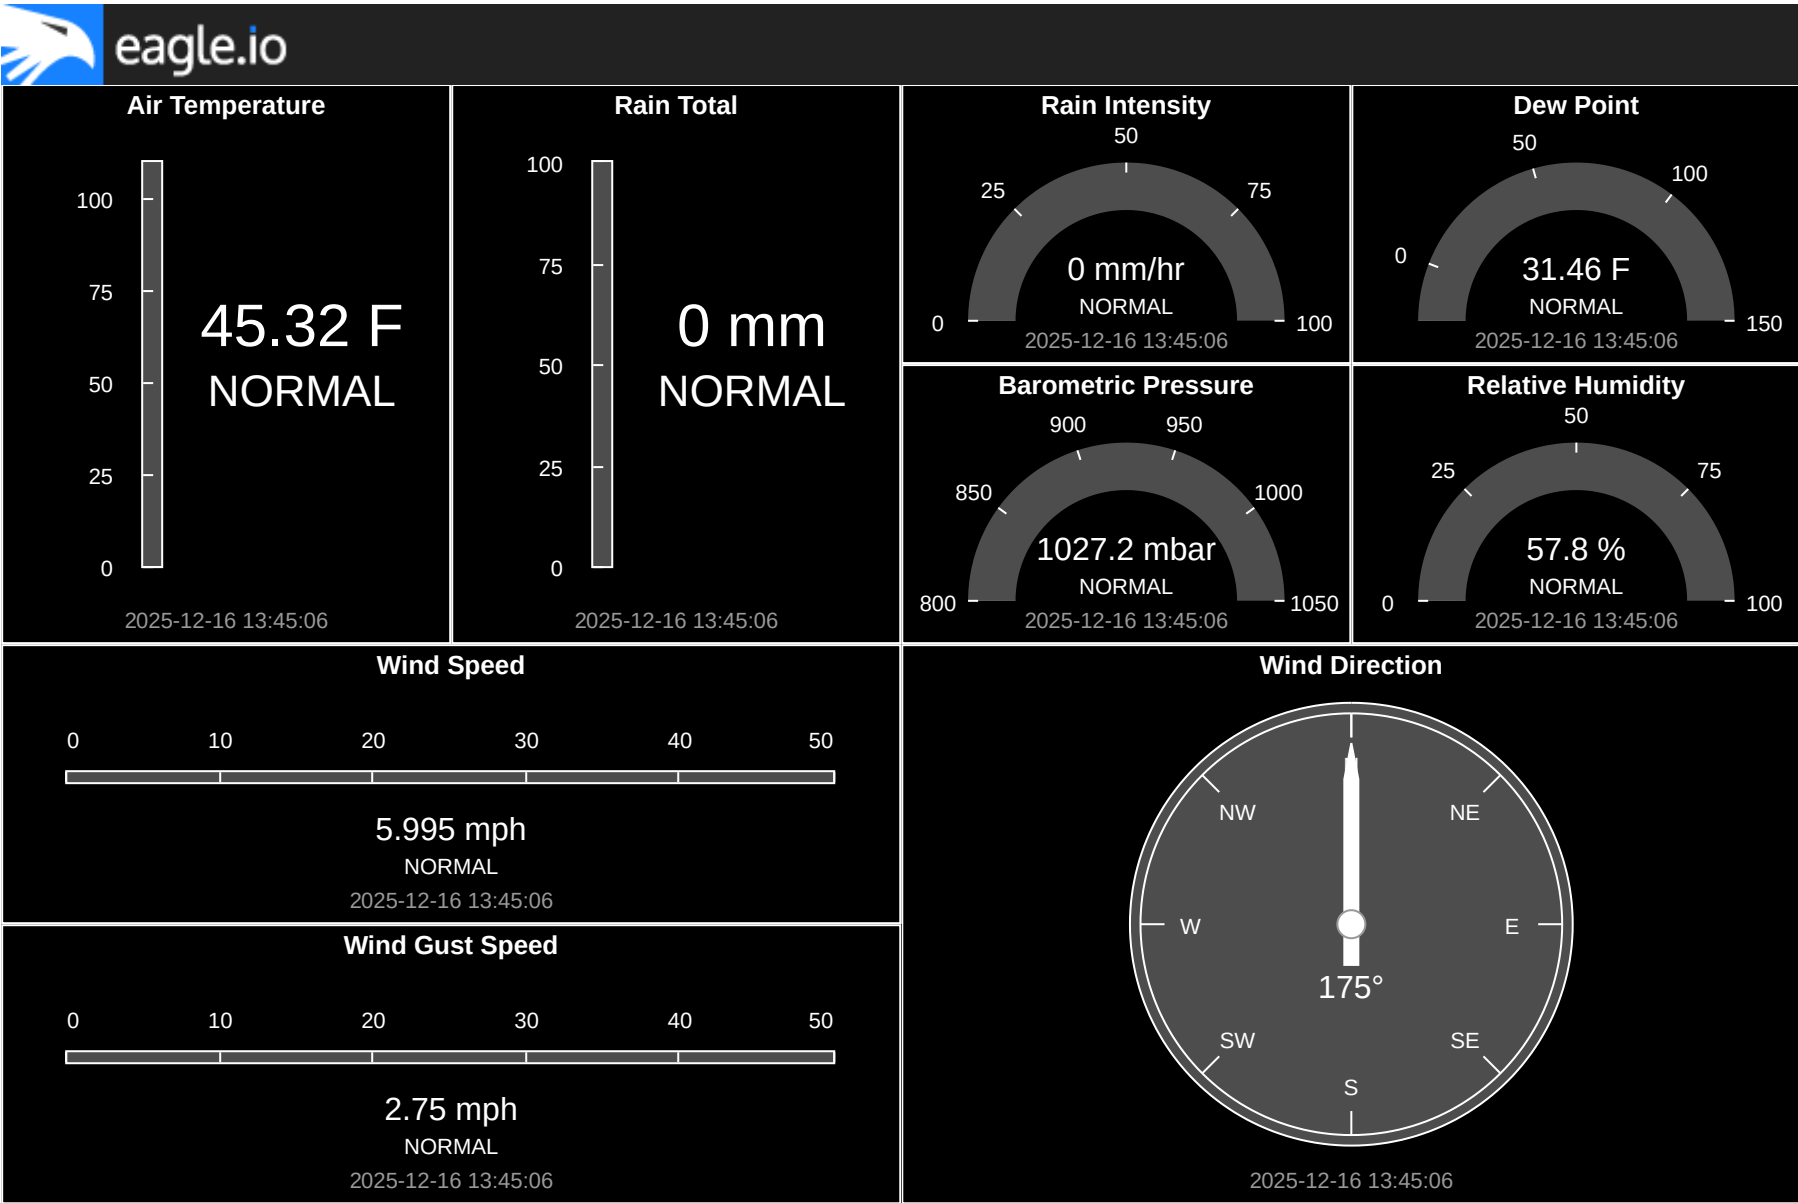 eagle.io
Air Temperature
100
75
50
25
0
45.32 F
NORMAL
2025-12-16 13:45:06
Rain Total
100
75
50
25
0
0 mm
NORMAL
2025-12-16 13:45:06
Rain Intensity
50
25 75
0 100
0 mm/hr
NORMAL
2025-12-16 13:45:06
Dew Point
50
100
0
150
31.46 F
NORMAL
2025-12-16 13:45:06
Barometric Pressure
900 950
850 1000
800 1050
1027.2 mbar
NORMAL
2025-12-16 13:45:06
Relative Humidity
50
25 75
0 100
57.8 %
NORMAL
2025-12-16 13:45:06
Wind Speed
0 10 20 30 40 50
5.995 mph
NORMAL
2025-12-16 13:45:06
Wind Gust Speed
0 10 20 30 40 50
2.75 mph
NORMAL
2025-12-16 13:45:06
Wind Direction
NW NE
W E
175°
SW SE
S
2025-12-16 13:45:06